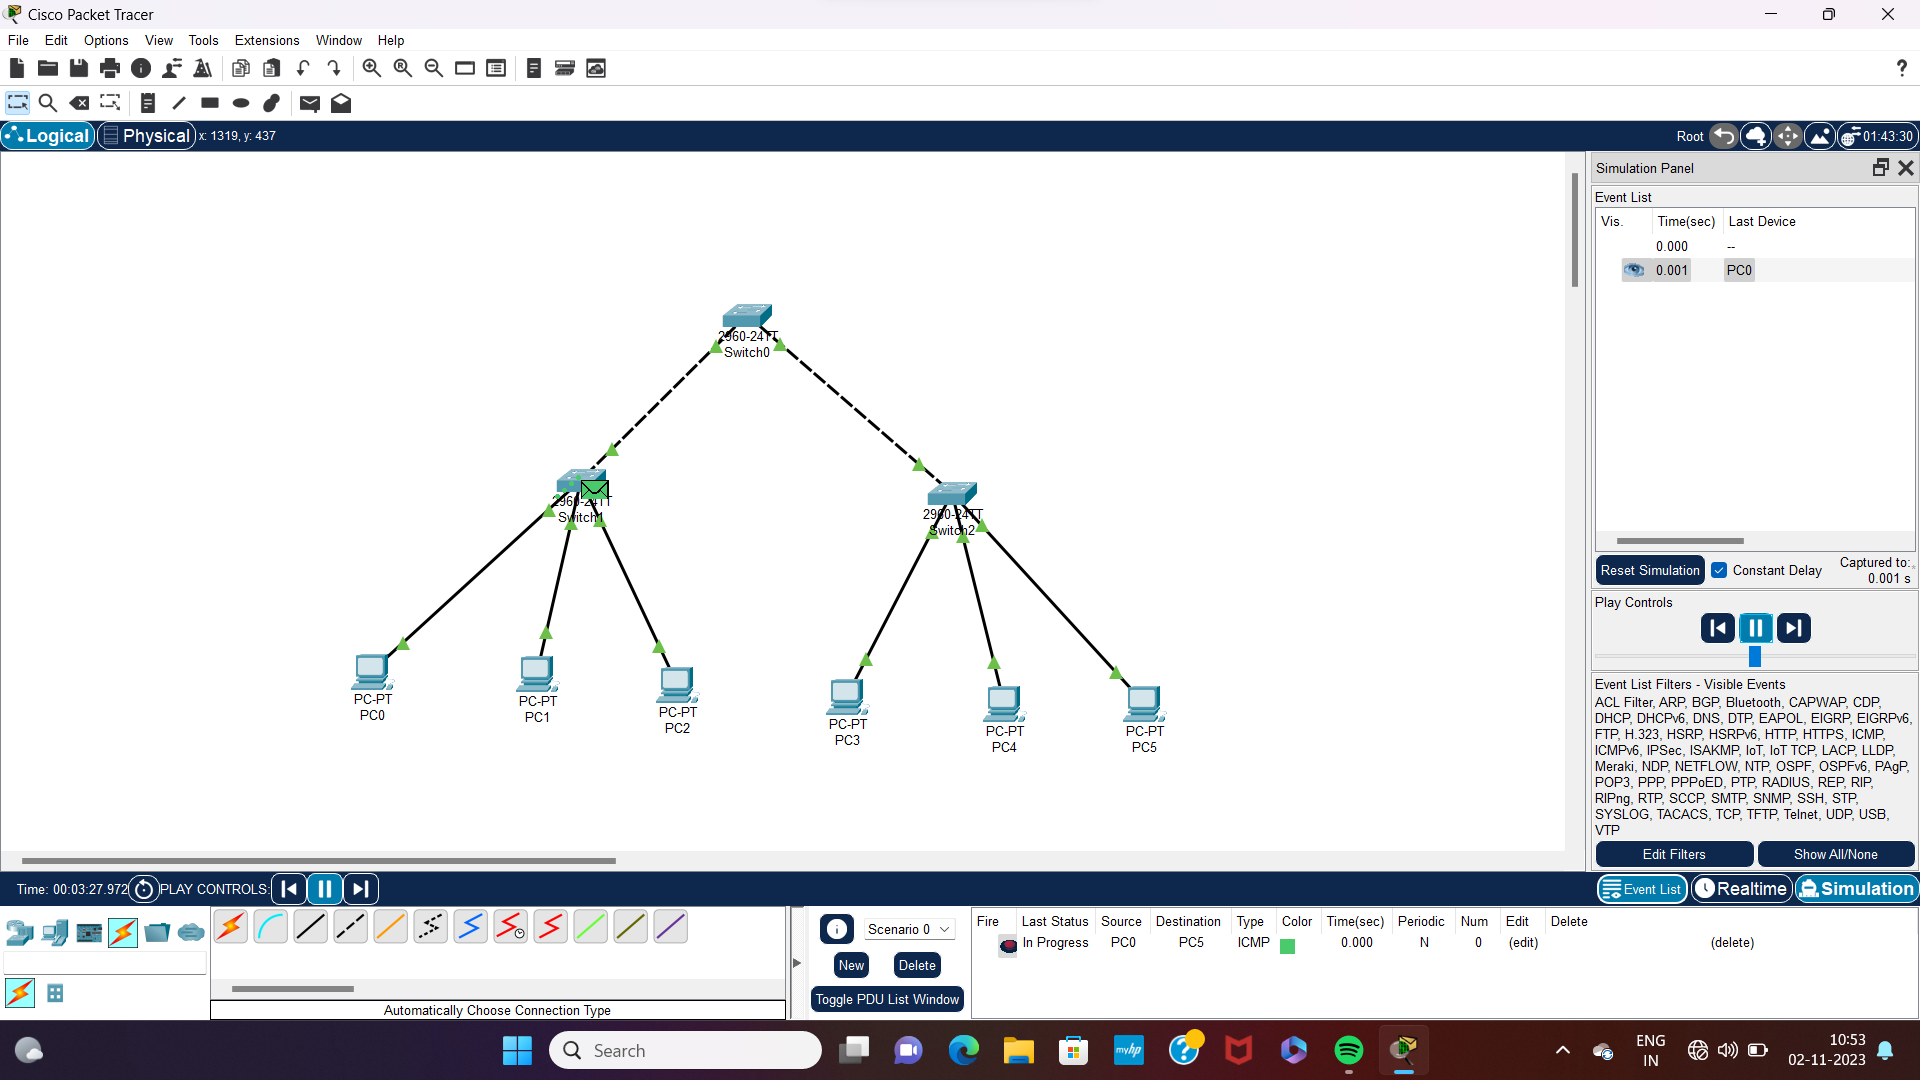 Cisco Packet Tracer
File Edit Options View Tools Extensions Window Help
Logical Physical x: 1319, y: 437 Root 01:43:30
Simulation Panel
Event List
Vis. Time(sec) Last Device
0.000 --
0.001 PC0
2960-24TT
Switch0
2960-24TT
Switch1
2960-24TT
Switch2
PC-PT
PC0
PC-PT
PC1
PC-PT
PC2
PC-PT
PC3
PC-PT
PC4
PC-PT
PC5
Reset Simulation Constant Delay Captured to:
0.001 s
Play Controls
Event List Filters - Visible Events
ACL Filter, ARP, BGP, Bluetooth, CAPWAP, CDP,
DHCP, DHCPv6, DNS, DTP, EAPOL, EIGRP, EIGRPv6,
FTP, H.323, HSRP, HSRPv6, HTTP, HTTPS, ICMP,
ICMPv6, IPSec, ISAKMP, IoT, IoT TCP, LACP, LLDP,
Meraki, NDP, NETFLOW, NTP, OSPF, OSPFv6, PAgP,
POP3, PPP, PPPoED, PTP, RADIUS, REP, RIP,
RIPng, RTP, SCCP, SMTP, SNMP, SSH, STP,
SYSLOG, TACACS, TCP, TFTP, Telnet, UDP, USB,
VTP
Edit Filters Show All/None
Time: 00:03:27.972 PLAY CONTROLS: Event List Realtime Simulation
Scenario 0
New Delete
Toggle PDU List Window
Fire Last Status Source Destination Type Color Time(sec) Periodic Num Edit Delete
In Progress PC0 PC5 ICMP 0.000 N 0 (edit) (delete)
Automatically Choose Connection Type
Search
myhp
ENG
IN
10:53
02-11-2023